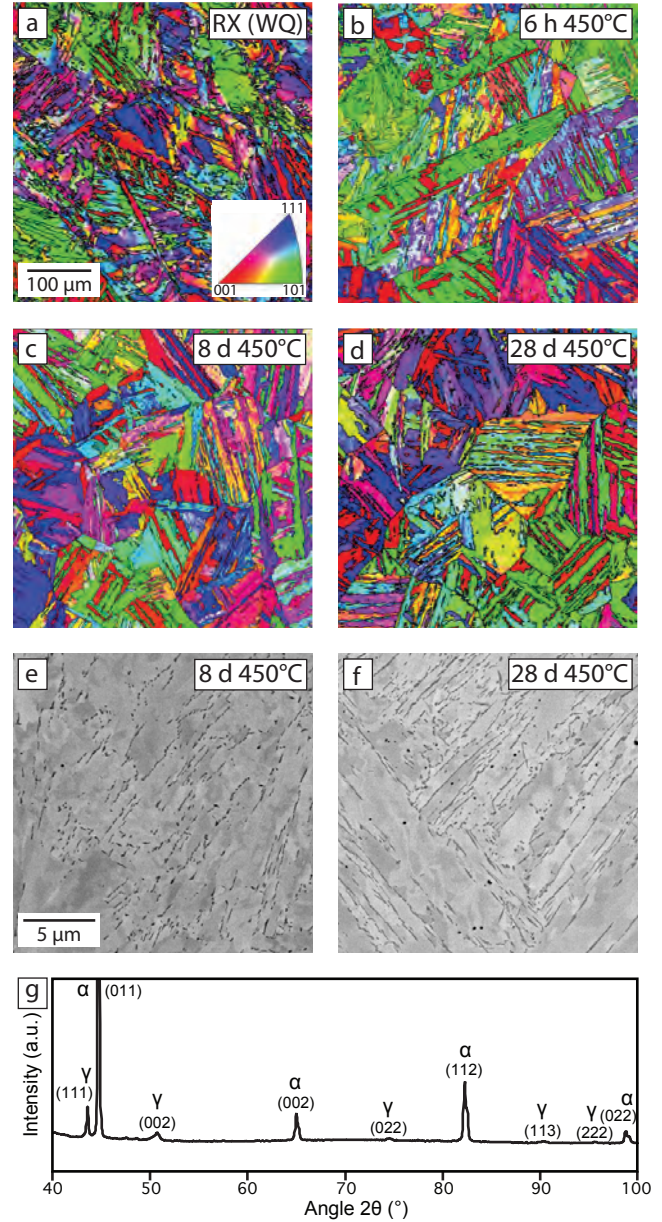 a
RX (WQ)
111
001
101
100 μm
b
6 h 450°C
c
8 d 450°C
d
28 d 450°C
e
8 d 450°C
5 μm
f
28 d 450°C
g
Intensity (a.u.)
γ
(111)
α
(011)
γ
(002)
α
(002)
γ
(022)
α
(112)
γ
(113)
γ
(222)
α
(022)
40 50 60 70 80 90 100
Angle 2θ (°)